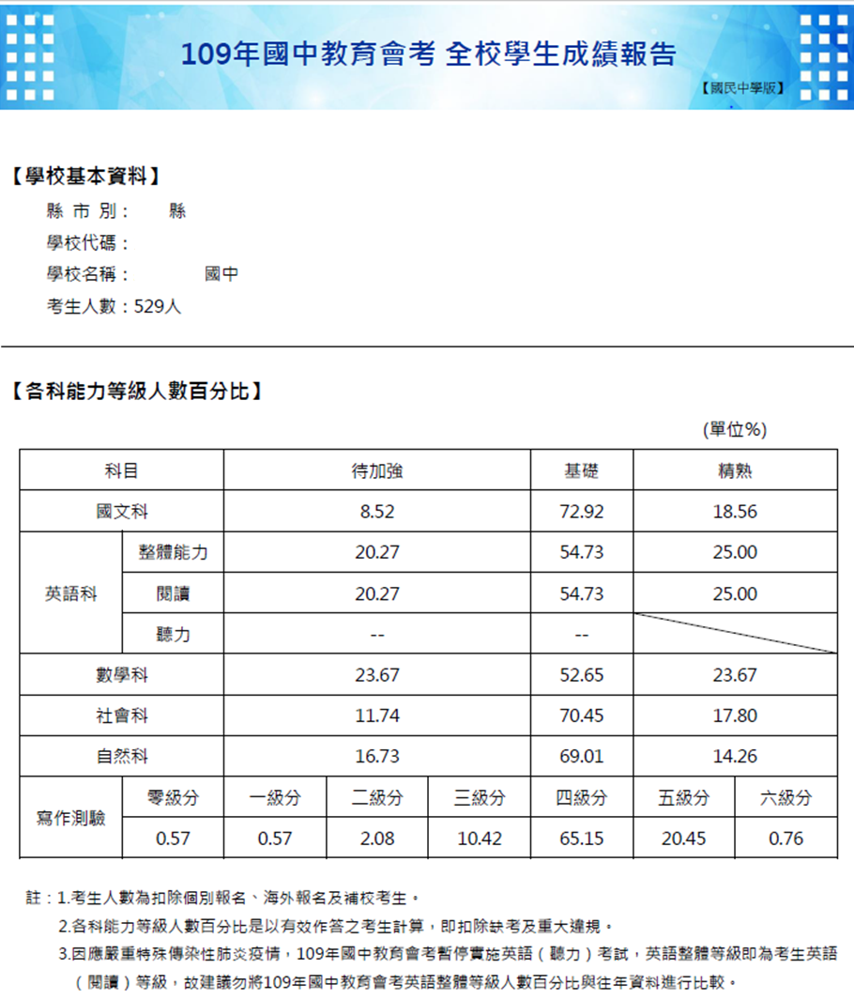 109年國中教育會考 全校學生成績報告
【國民中學版】
【學校基本資料】
縣 市 別： 縣
學校代碼：
學校名稱： 國中
考生人數：529人
【各科能力等級人數百分比】
(單位%)
科目 待加強 基礎 精熟
國文科 8.52 72.92 18.56
英語科 整體能力 20.27 54.73 25.00
閱讀 20.27 54.73 25.00
聽力 -- --
數學科 23.67 52.65 23.67
社會科 11.74 70.45 17.80
自然科 16.73 69.01 14.26
寫作測驗 零級分 一級分 二級分 三級分 四級分 五級分 六級分
0.57 0.57 2.08 10.42 65.15 20.45 0.76
註：1.考生人數為扣除個別報名、海外報名及補校考生。
2.各科能力等級人數百分比是以有效作答之考生計算，即扣除缺考及重大違規。
3.因應嚴重特殊傳染性肺炎疫情，109年國中教育會考暫停實施英語（聽力）考試，英語整體等級即為考生英語
（閱讀）等級，故建議勿將109年國中教育會考英語整體等級人數百分比與往年資料進行比較。